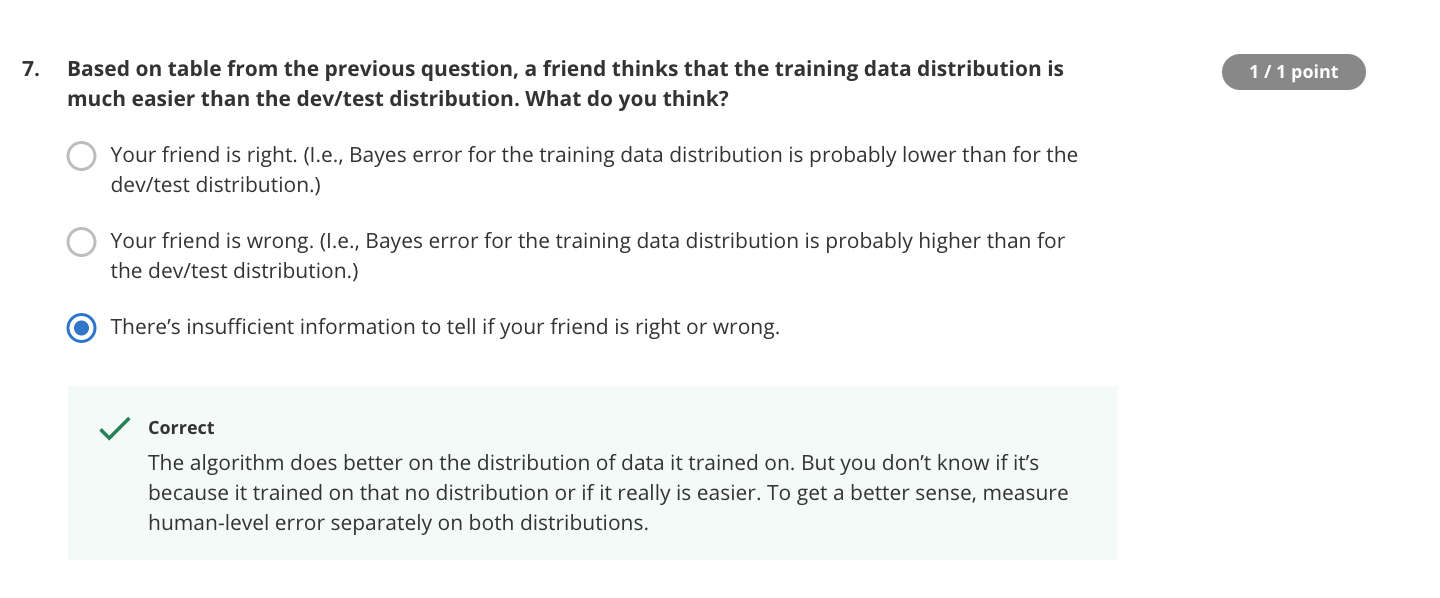 7. Based on table from the previous question, a friend thinks that the training data distribution is
much easier than the dev/test distribution. What do you think?
1 / 1 point
Your friend is right. (I.e., Bayes error for the training data distribution is probably lower than for the
dev/test distribution.)
Your friend is wrong. (I.e., Bayes error for the training data distribution is probably higher than for
the dev/test distribution.)
There’s insufficient information to tell if your friend is right or wrong.
Correct
The algorithm does better on the distribution of data it trained on. But you don’t know if it’s
because it trained on that no distribution or if it really is easier. To get a better sense, measure
human-level error separately on both distributions.